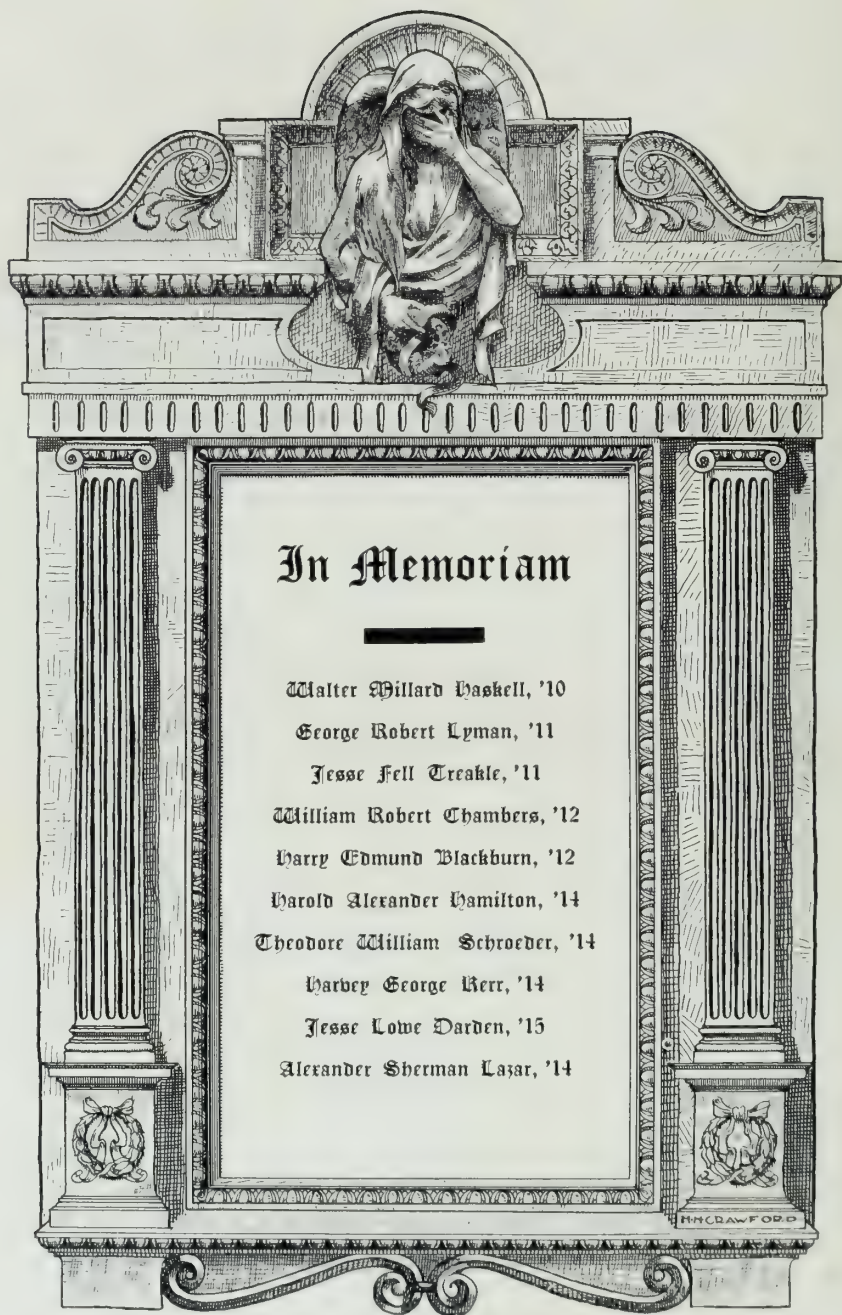 In Memoriam
Walter Millard Haskell, '10
George Robert Lyman, '11
Jesse Fell Treakle, '11
William Robert Chambers, '12
Harry Edmund Blackburn, '12
Harold Alexander Hamilton, '14
Theodore William Schroeder, '14
Harvey George Kerr, '14
Jesse Lowe Darden, '15
Alexander Sherman Lazar, '14
H.H.CRAWFORD